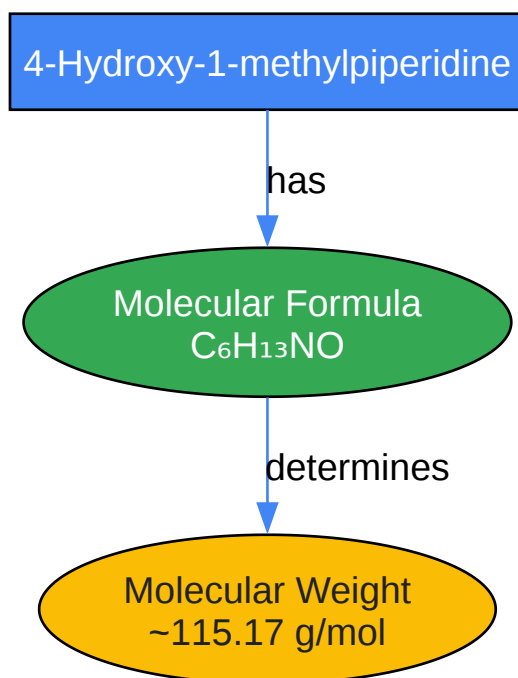 4-Hydroxy-1-methylpiperidine
has
Molecular Formula
C₆H₁₃NO
determines
Molecular Weight
~115.17 g/mol